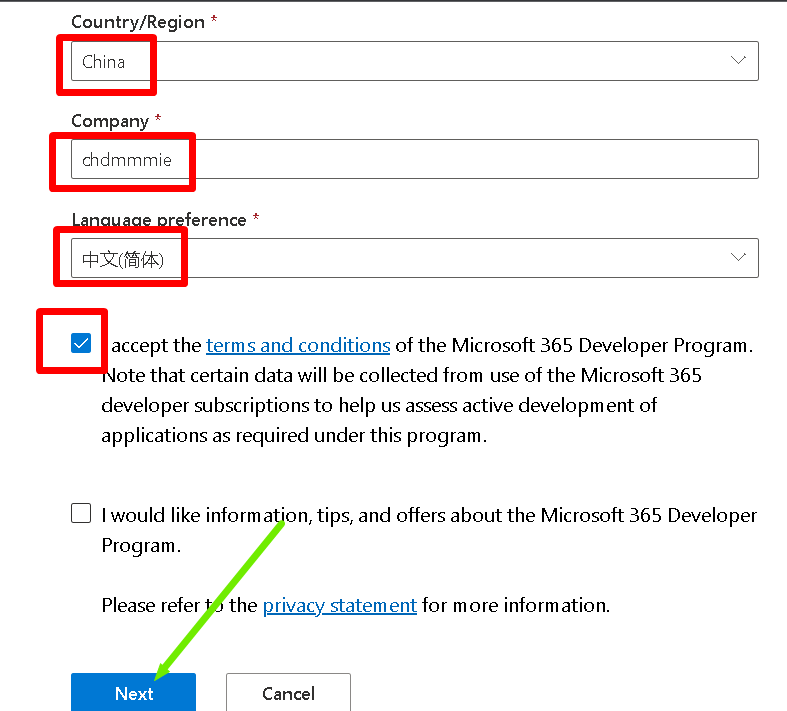 Country/Region *
China
Company *
chdmmmie
Language preference *
中文(简体)
accept the terms and conditions of the Microsoft 365 Developer Program.
Note that certain data will be collected from use of the Microsoft 365
developer subscriptions to help us assess active development of
applications as required under this program.
I would like information, tips, and offers about the Microsoft 365 Developer
Program.
Please refer to the privacy statement for more information.
Next
Cancel